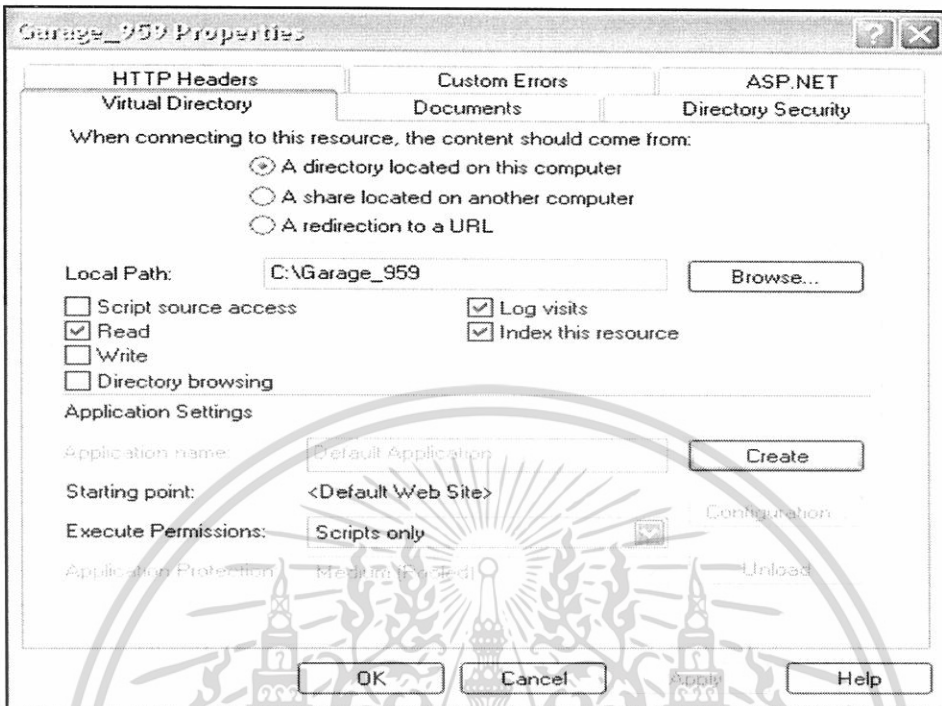 Garage_959 Properties
HTTP Headers
Custom Errors
ASP.NET
Virtual Directory
Documents
Directory Security
When connecting to this resource, the content should come from:
A directory located on this computer
A share located on another computer
A redirection to a URL
Local Path:
C:\Garage_959
Browse...
Script source access
Log visits
Read
Index this resource
Write
Directory browsing
Application Settings
Application name:
Default Application
Create
Starting point:
<Default Web Site>
Configuration...
Execute Permissions:
Scripts only
Application Protection:
Medium (Pooled)
Unload
OK
Cancel
Apply
Help